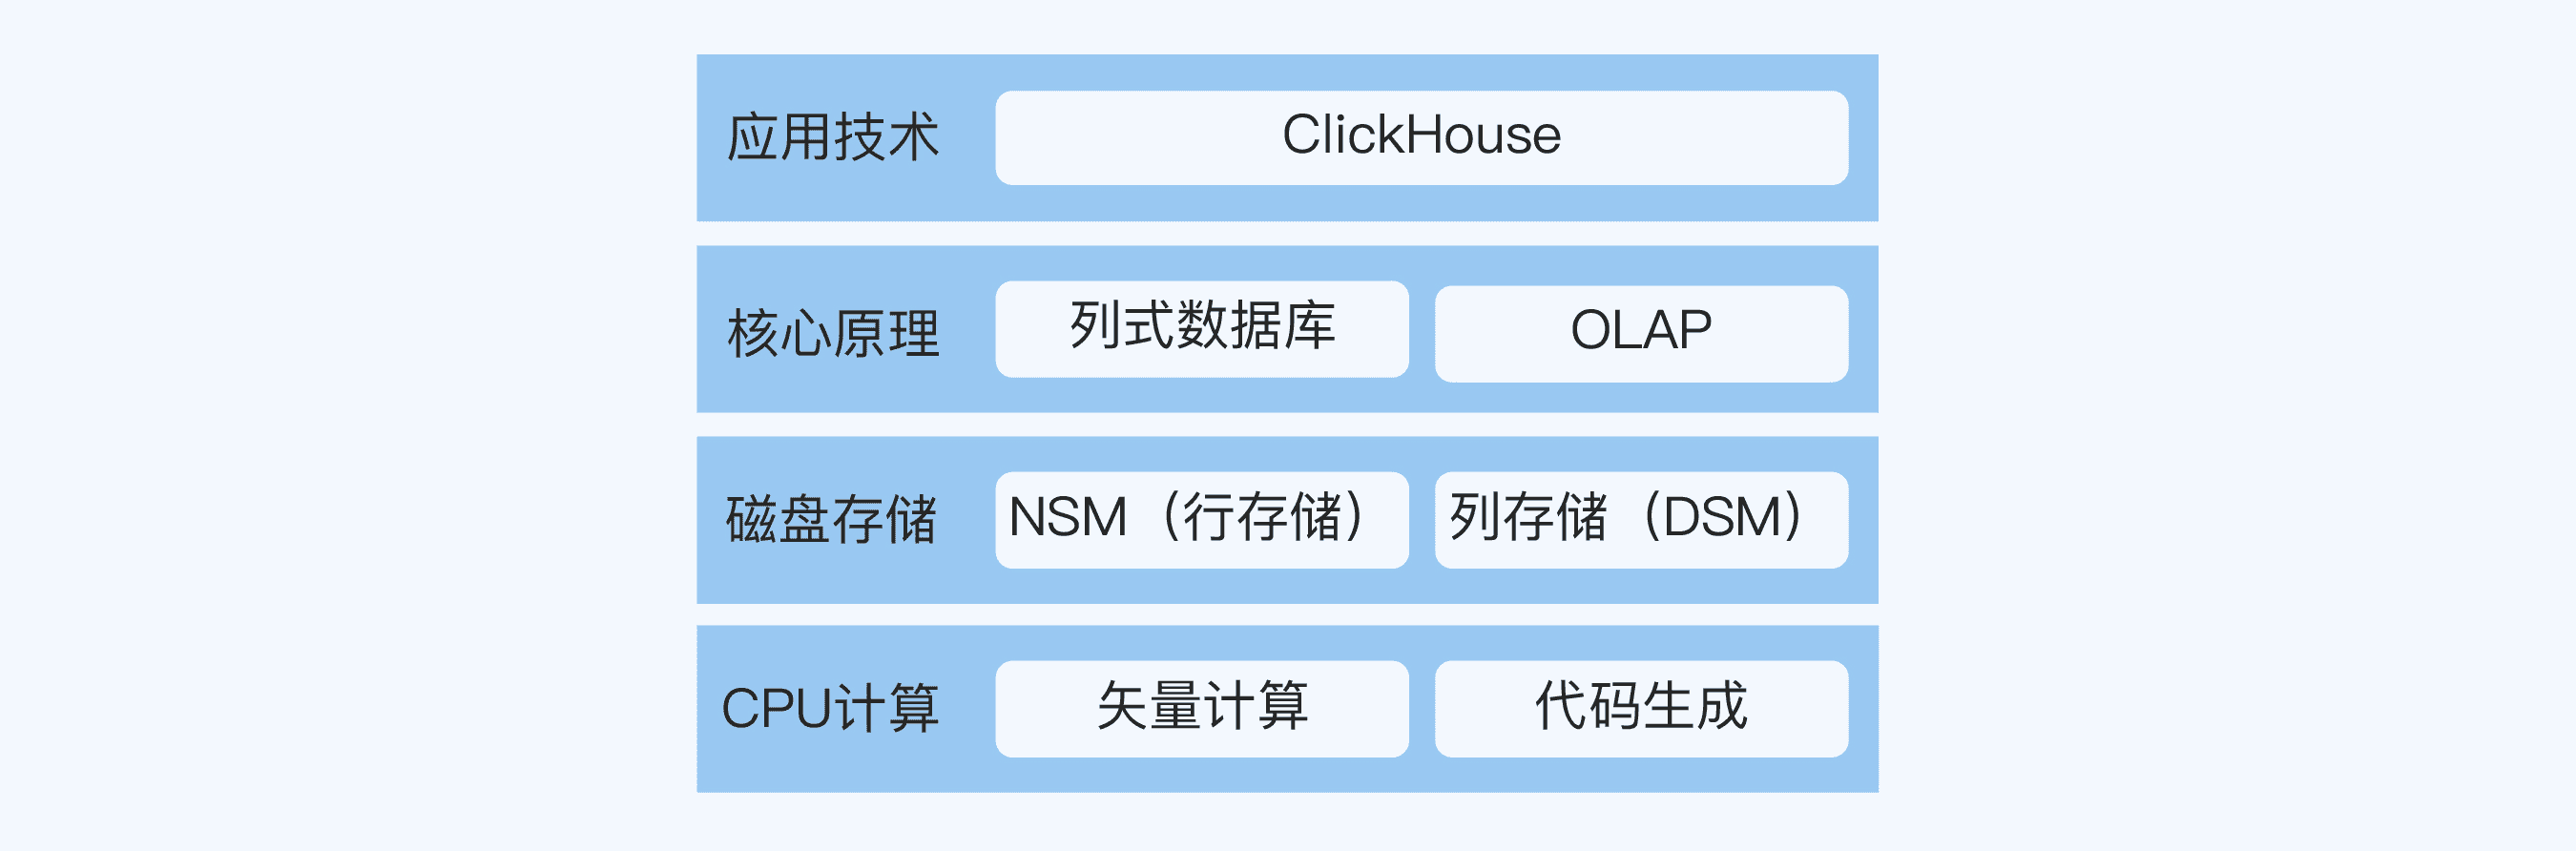 应用技术 ClickHouse
核心原理 列式数据库 OLAP
磁盘存储 NSM（行存储） 列存储（DSM）
CPU计算 矢量计算 代码生成